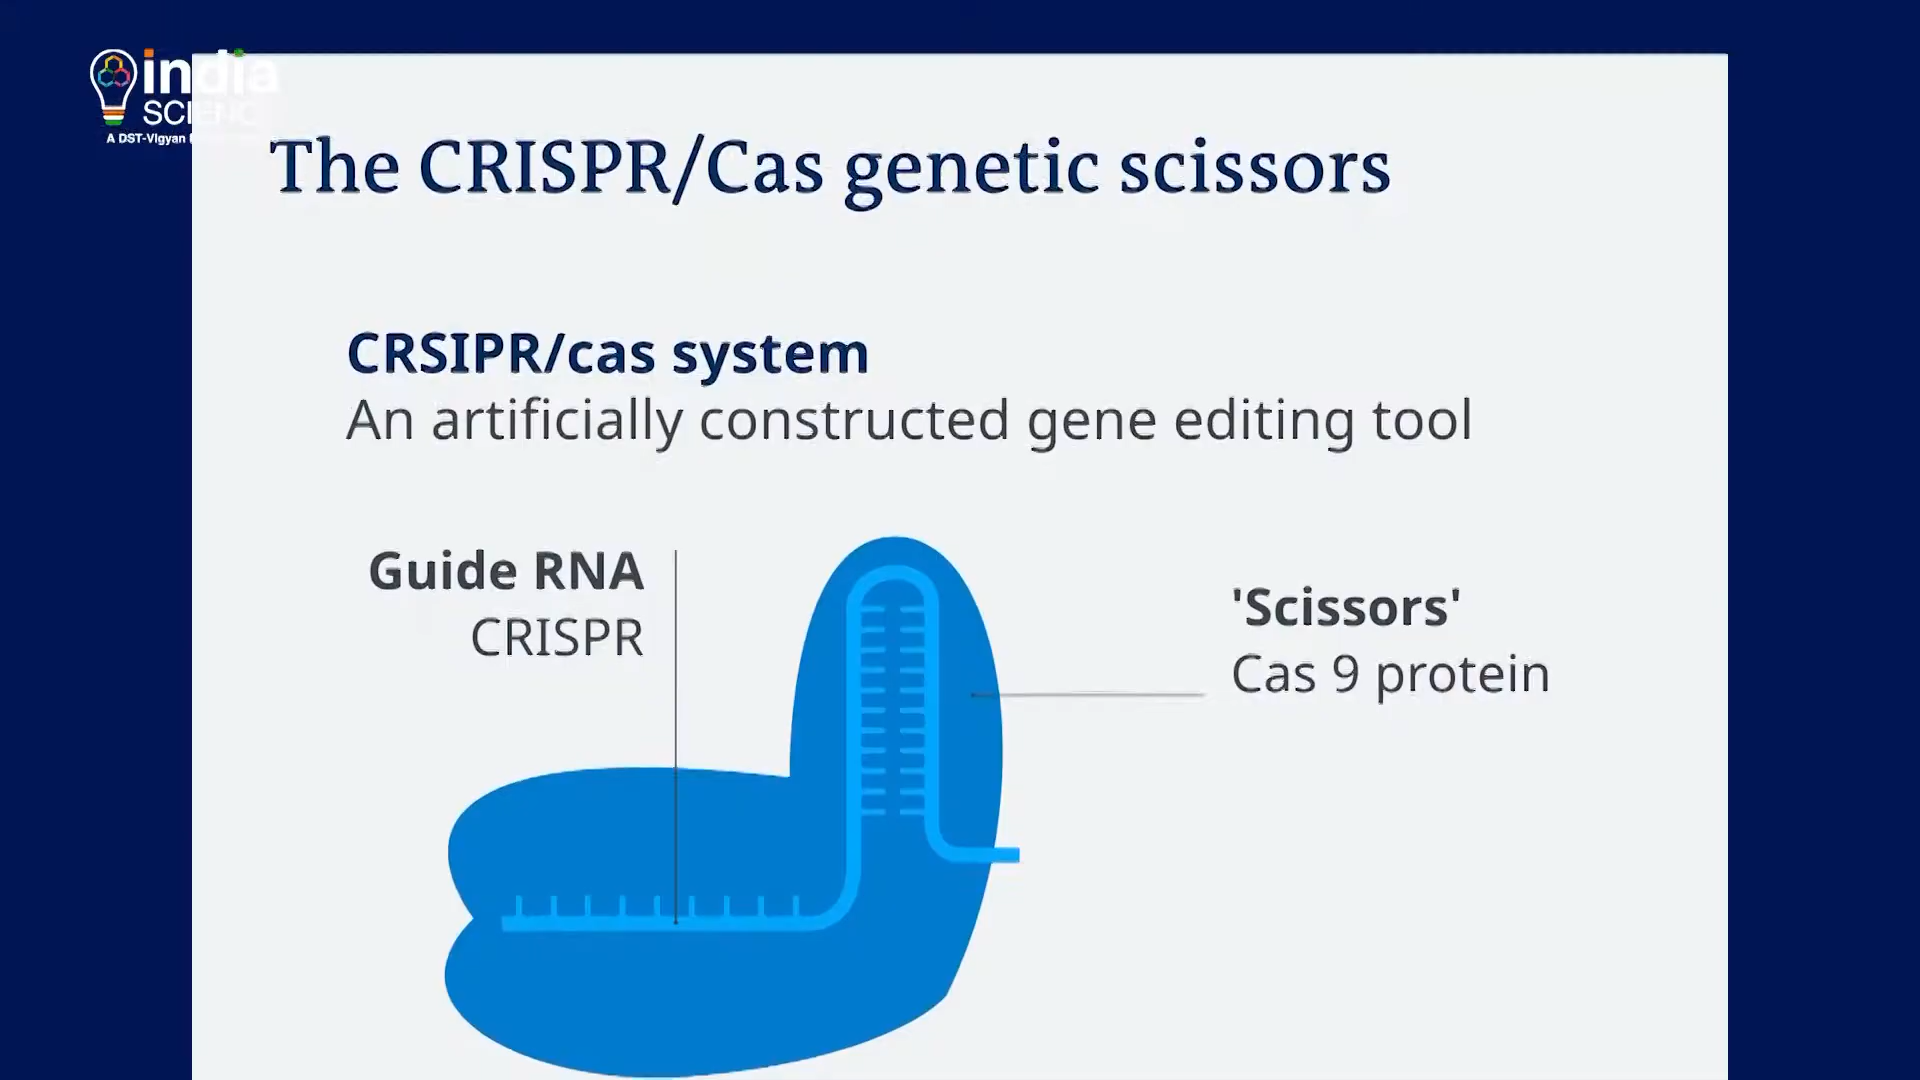 india
SCIENC
A DST-Vigyan
The CRISPR/Cas genetic scissors
CRSIPR/cas system
An artificially constructed gene editing tool
Guide RNA
CRISPR
'Scissors'
Cas 9 protein